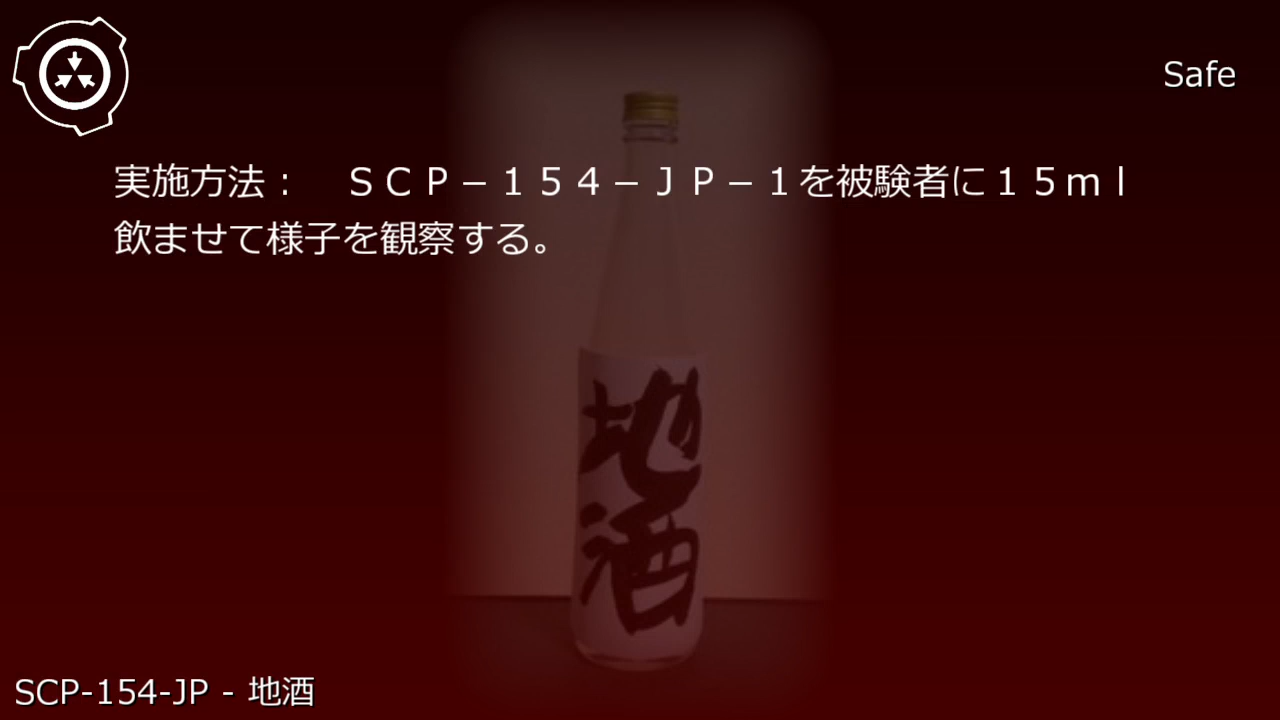 Safe
実施方法：　ＳＣＰ－１５４－ＪＰ－１を被験者に１５ｍｌ
飲ませて様子を観察する。
地酒
SCP-154-JP - 地酒